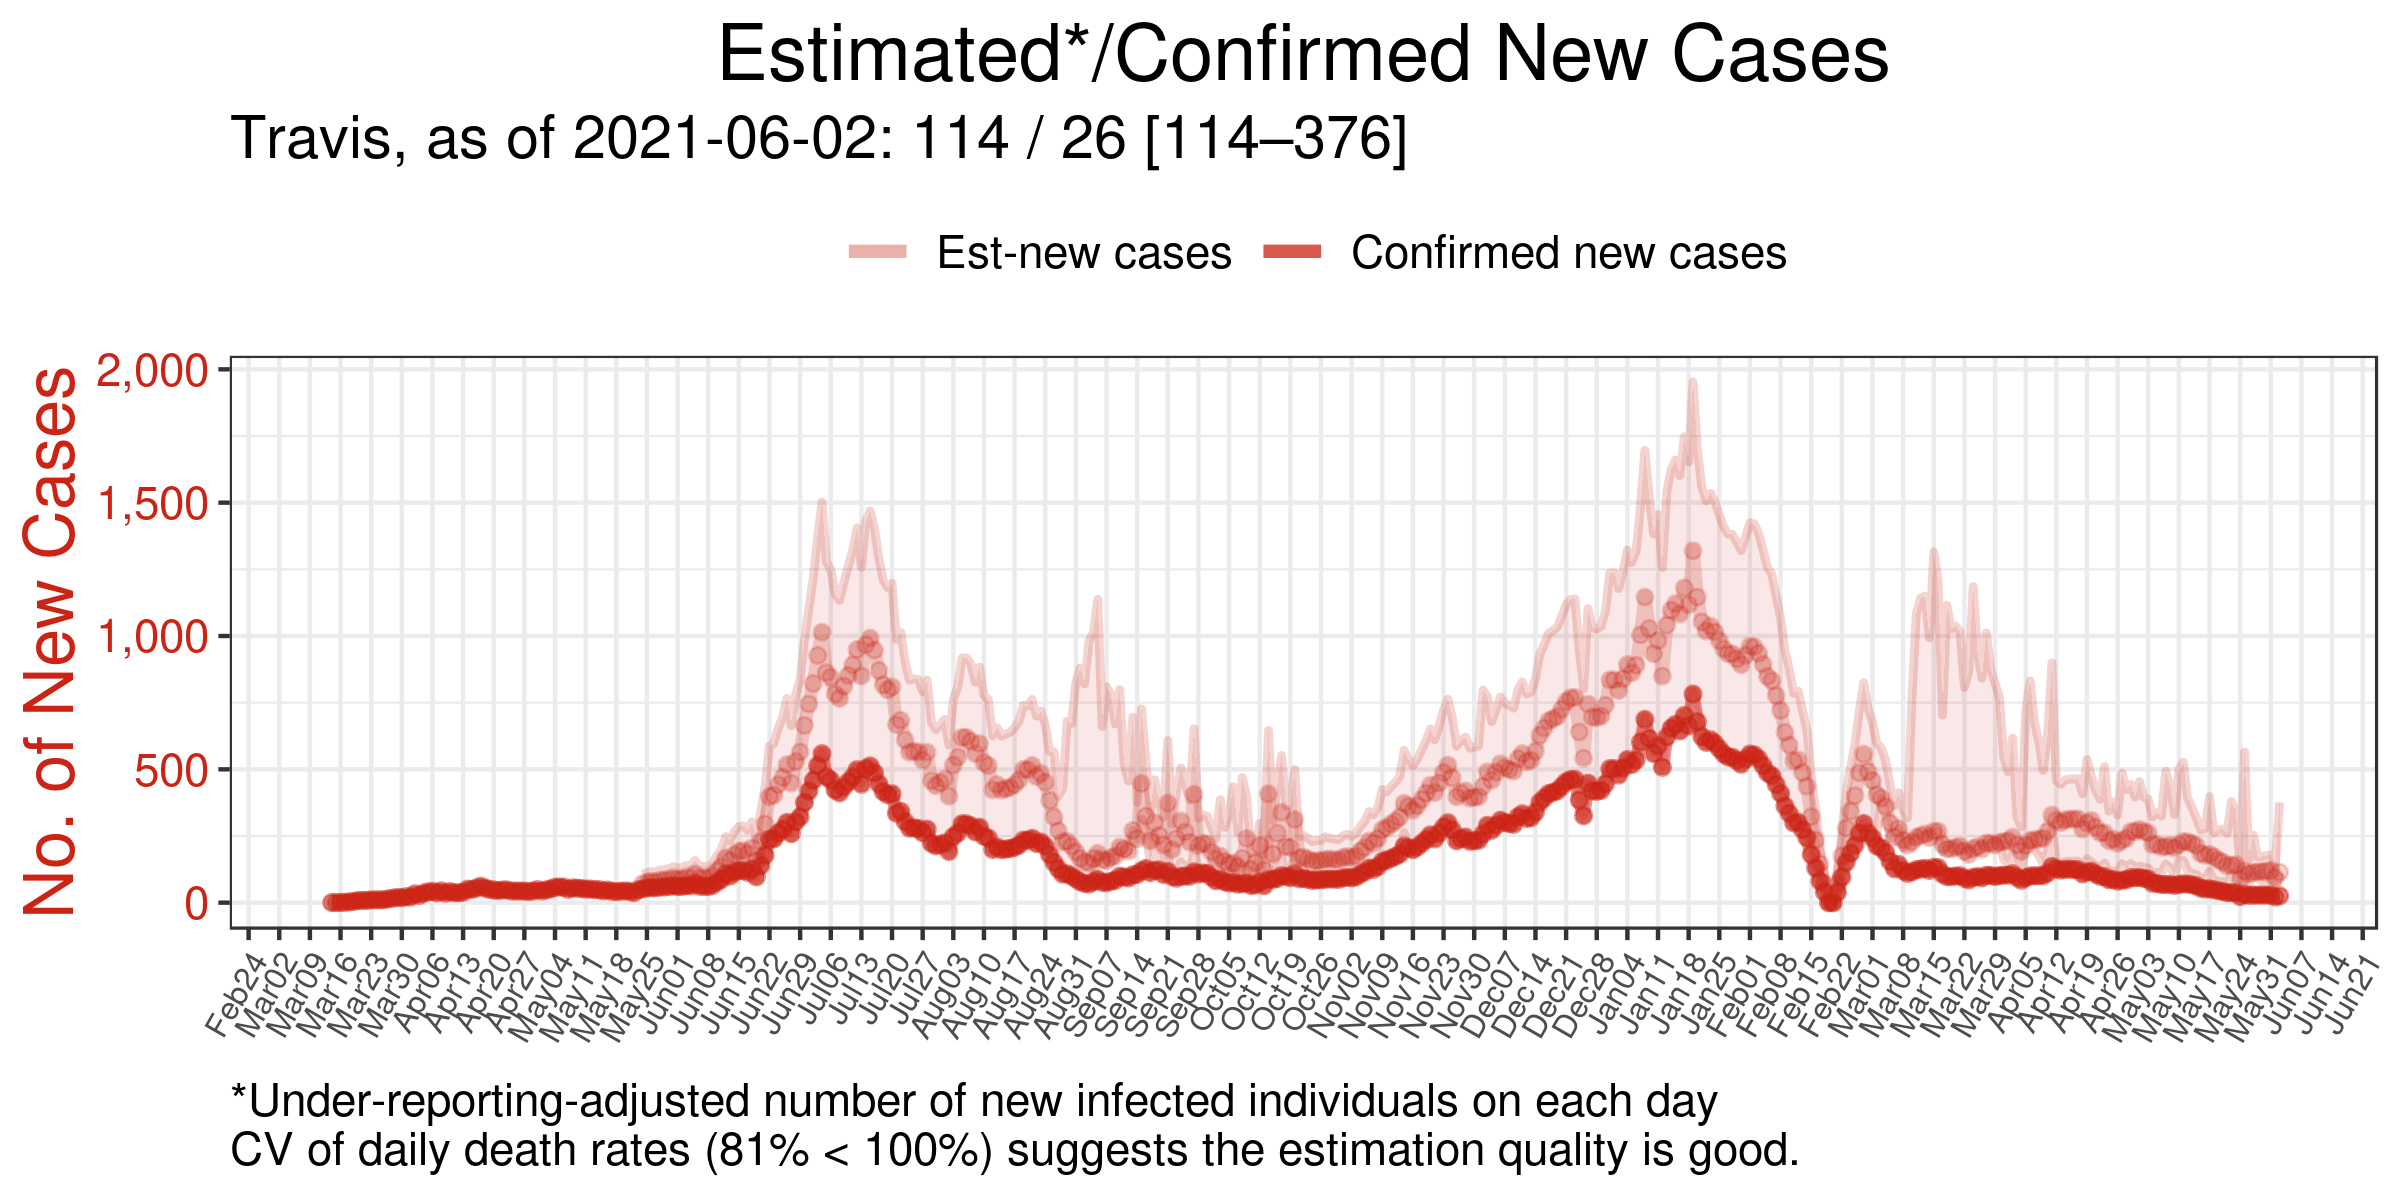 Estimated*/Confirmed New Cases
Travis, as of 2021-06-02: 114 / 26 [114–376]
Est-new cases Confirmed new cases
No. of New Cases
2,000
1,500
1,000
500
0
Feb24 Mar02 Mar09 Mar16 Mar23 Mar30 Apr06 Apr13 Apr20 Apr27 May04 May11 May18 May25 Jun01 Jun08 Jun15 Jun22 Jun29 Jul06 Jul13 Jul20 Jul27 Aug03 Aug10 Aug17 Aug24 Aug31 Sep07 Sep14 Sep21 Sep28 Oct05 Oct12 Oct19 Oct26 Nov02 Nov09 Nov16 Nov23 Nov30 Dec07 Dec14 Dec21 Dec28 Jan04 Jan11 Jan18 Jan25 Feb01 Feb08 Feb15 Feb22 Mar01 Mar08 Mar15 Mar22 Mar29 Apr05 Apr12 Apr19 Apr26 May03 May10 May17 May24 May31 Jun07 Jun14 Jun21
*Under-reporting-adjusted number of new infected individuals on each day
CV of daily death rates (81% < 100%) suggests the estimation quality is good.